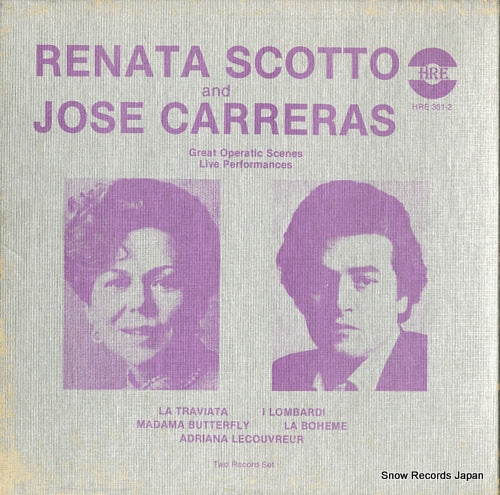 RENATA SCOTTO
and
JOSE CARRERAS
HRE
HRE 351-2
Great Operatic Scenes
Live Performances
LA TRAVIATA I LOMBARDI
MADAMA BUTTERFLY LA BOHEME
ADRIANA LECOUVREUR
Two Record Set
Snow Records Japan